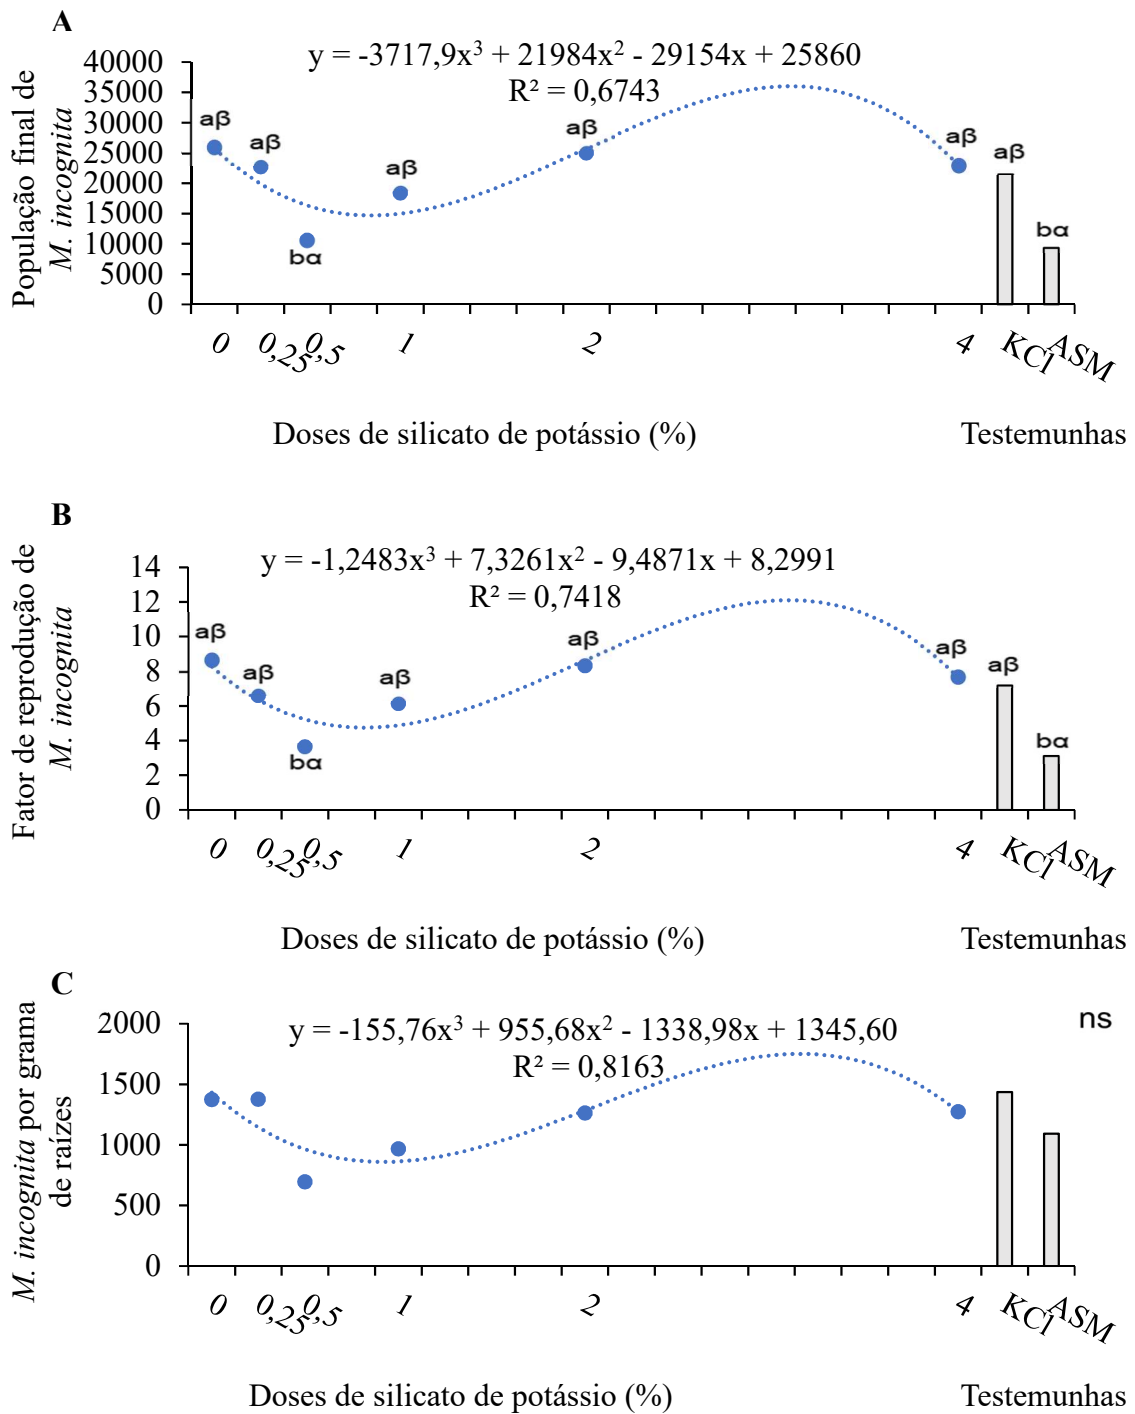 A
y = -3717,9x³ + 21984x² - 29154x + 25860
R² = 0,6743
População final de
M. incognita
40000
35000
30000
25000
20000
15000
10000
5000
0
aβ
aβ
bα
aβ
aβ
aβ
aβ
bα
0
0,25
0,5
1
2
4
KCl
ASM
Doses de silicato de potássio (%)
Testemunhas
B
y = -1,2483x³ + 7,3261x² - 9,4871x + 8,2991
R² = 0,7418
Fator de reprodução de
M. incognita
14
12
10
8
6
4
2
0
aβ
aβ
bα
aβ
aβ
aβ
aβ
bα
0
0,25
0,5
1
2
4
KCl
ASM
Doses de silicato de potássio (%)
Testemunhas
C
y = -155,76x³ + 955,68x² - 1338,98x + 1345,60
R² = 0,8163
ns
M. incognita por grama
de raízes
2000
1500
1000
500
0
0
0,25
0,5
1
2
4
KCl
ASM
Doses de silicato de potássio (%)
Testemunhas